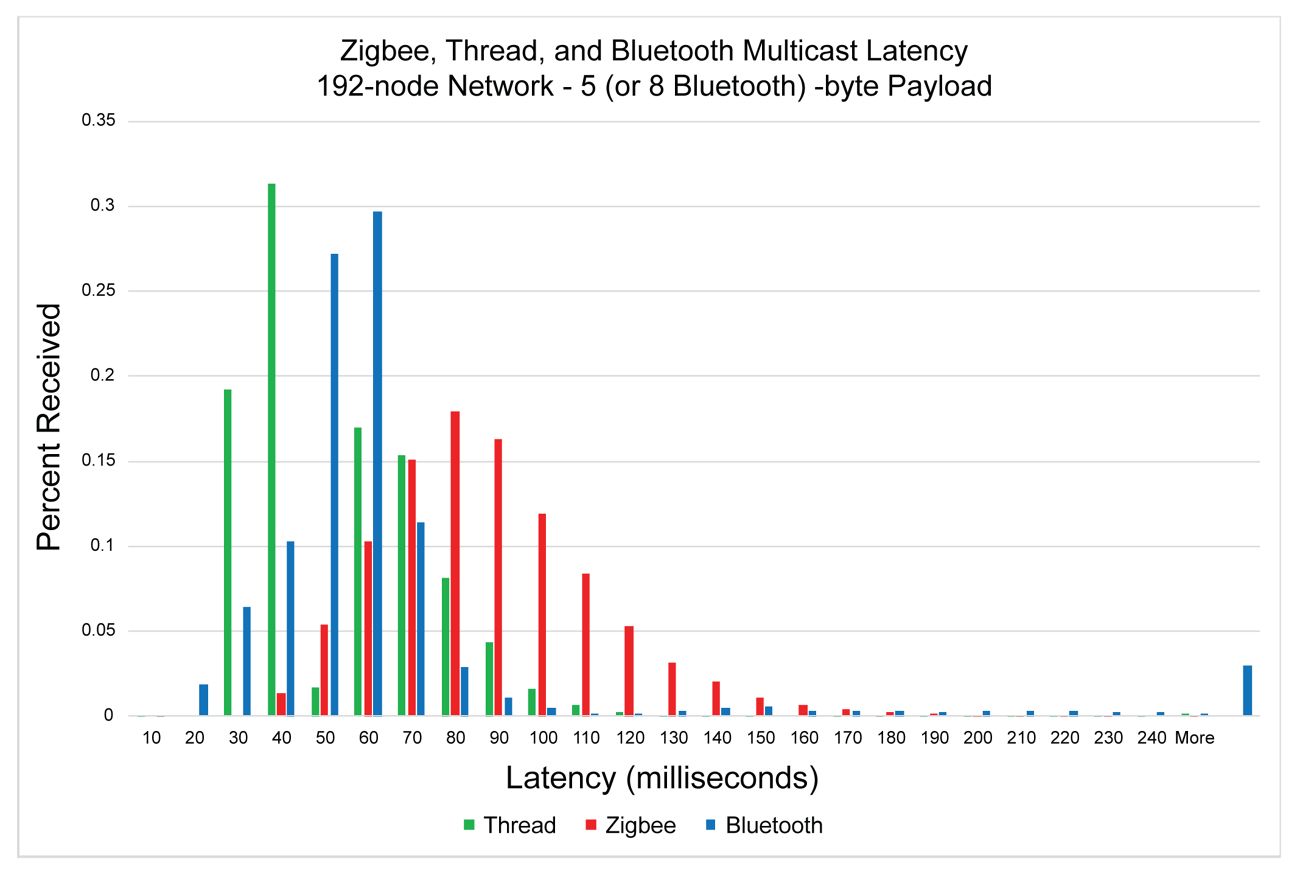 Zigbee, Thread, and Bluetooth Multicast Latency
192-node Network - 5 (or 8 Bluetooth) -byte Payload
0.35
0.3
0.25
0.2
0.15
0.1
0.05
0
Percent Received
10 20 30 40 50 60 70 80 90 100 110 120 130 140 150 160 170 180 190 200 210 220 230 240 More
Latency (milliseconds)
Thread Zigbee Bluetooth